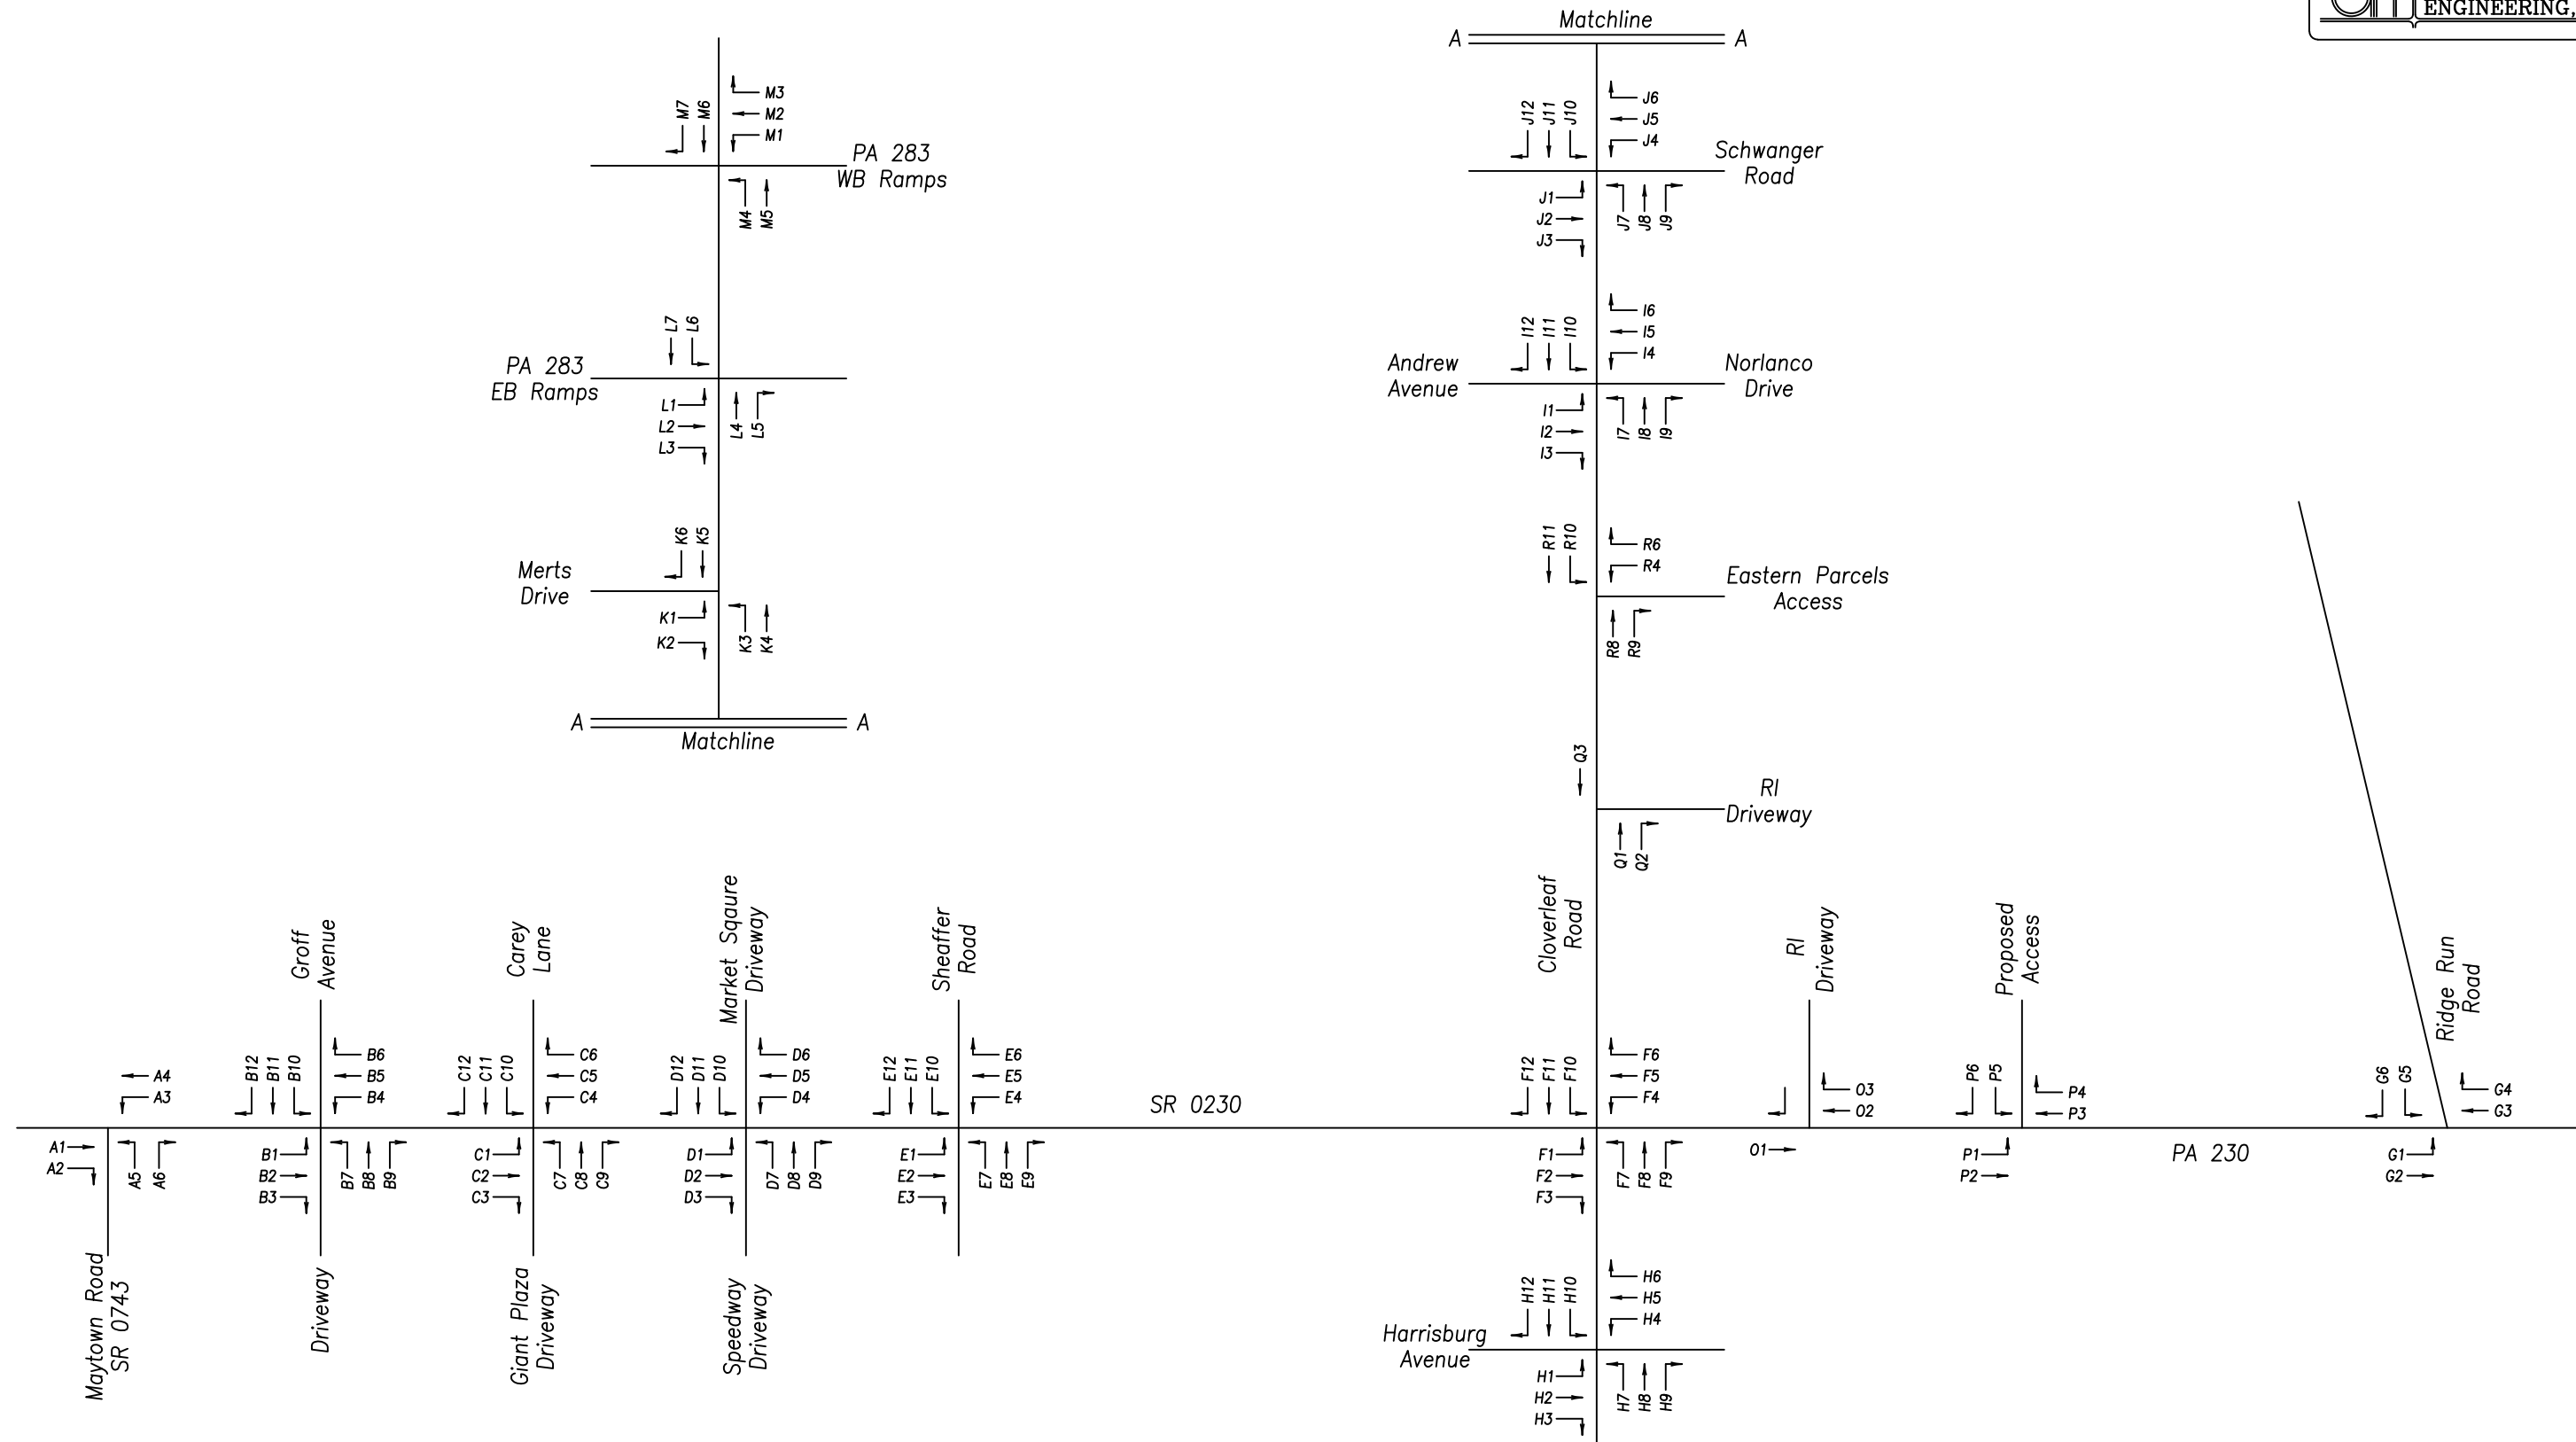 ENGINEERING,
Matchline
A A
M3
M2
M1
M7 M6
PA 283
WB Ramps
M4 M5
L7 L6
PA 283
EB Ramps
L1
L2
L3
L4 L5
K6 K5
Merts
Drive
K1
K2
K3 K4
A A
Matchline
J12 J11 J10
J6
J5
J4
Schwanger
Road
J1
J2
J3
J7 J8 J9
I12 I11 I10
I6
I5
I4
Andrew
Avenue
Norlanco
Drive
I1
I2
I3
I7 I8 I9
R11 R10
R6
R4
Eastern Parcels
Access
R8 R9
Q3
RI
Driveway
Q1 Q2
Cloverleaf
Road
A4
A3
A1
A2
A5 A6
Maytown Road
SR 0743
Groff
Avenue
B12 B11 B10
B6
B5
B4
B1
B2
B3
B7 B8 B9
Driveway
Carey
Lane
C12 C11 C10
C6
C5
C4
C1
C2
C3
C7 C8 C9
Giant Plaza
Driveway
Market Sqaure
Driveway
D12 D11 D10
D6
D5
D4
D1
D2
D3
D7 D8 D9
Speedway
Driveway
Sheaffer
Road
E12 E11 E10
E6
E5
E4
E1
E2
E3
E7 E8 E9
SR 0230
F12 F11 F10
F6
F5
F4
F1
F2
F3
F7 F8 F9
H12 H11 H10
H6
H5
H4
Harrisburg
Avenue
H1
H2
H3
H7 H8 H9
RI
Driveway
O3
O2
O1
Proposed
Access
P6 P5
P4
P3
P1
P2
PA 230
Ridge Run
Road
G6 G5
G4
G3
G1
G2